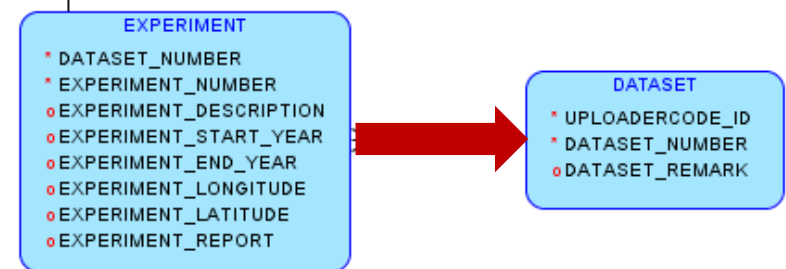 EXPERIMENT
* DATASET_NUMBER
* EXPERIMENT_NUMBER
o EXPERIMENT_DESCRIPTION
o EXPERIMENT_START_YEAR
o EXPERIMENT_END_YEAR
o EXPERIMENT_LONGITUDE
o EXPERIMENT_LATITUDE
o EXPERIMENT_REPORT
DATASET
* UPLOADERCODE_ID
* DATASET_NUMBER
o DATASET_REMARK